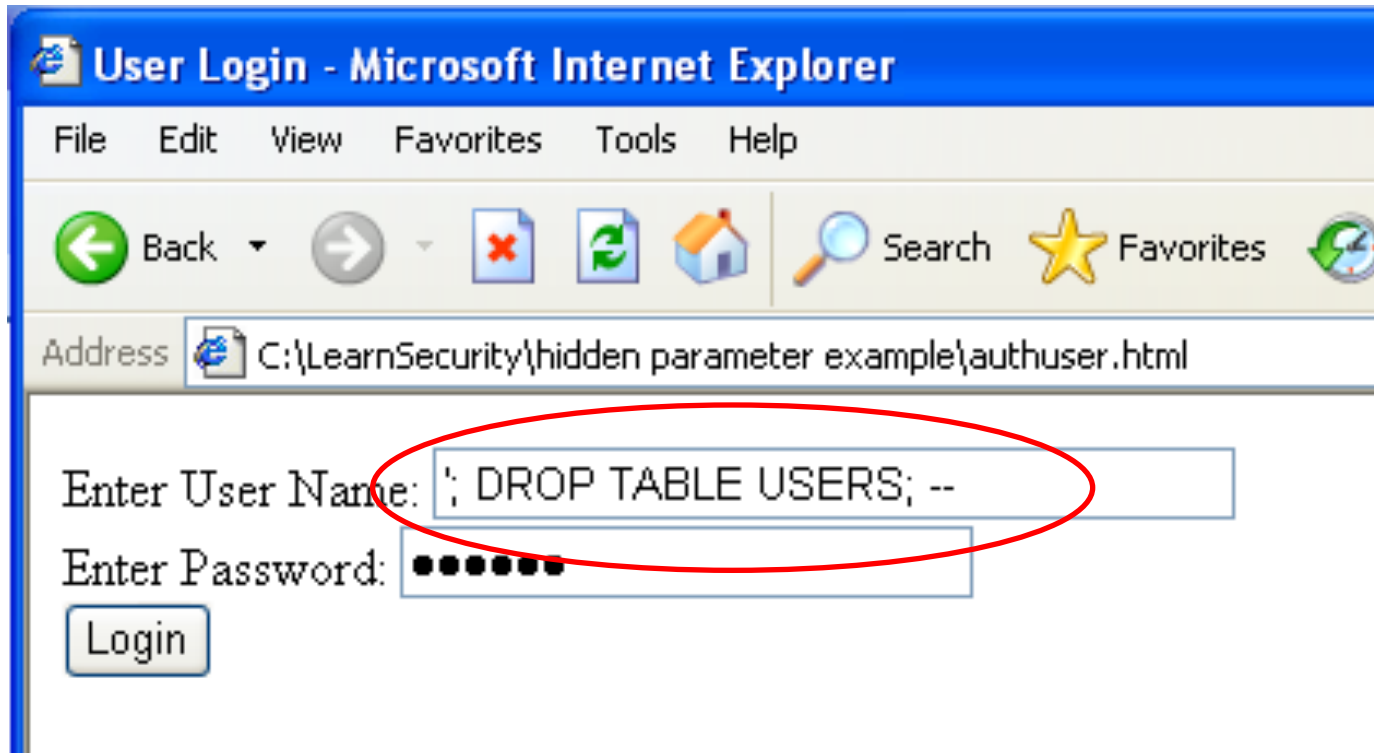 User Login - Microsoft Internet Explorer
File Edit View Favorites Tools Help
Back Search Favorites
Address C:\LearnSecurity\hidden parameter example\authuser.html
Enter User Name: '; DROP TABLE USERS; --
Enter Password: ●●●●●●
Login